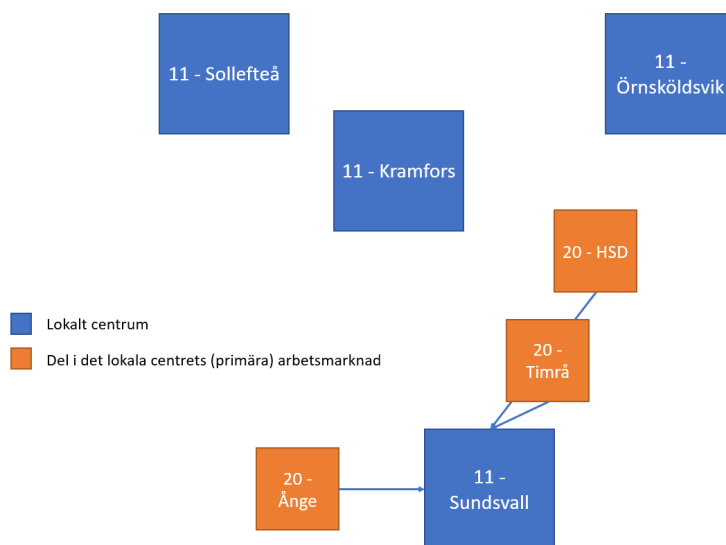 11 - Sollefteå
11 -
Örnsköldsvik
11 - Kramfors
20 - HSD
Lokalt centrum
Del i det lokala centrets (primära) arbetsmarknad
20 -
Timrå
20 -
Ånge
11 -
Sundsvall